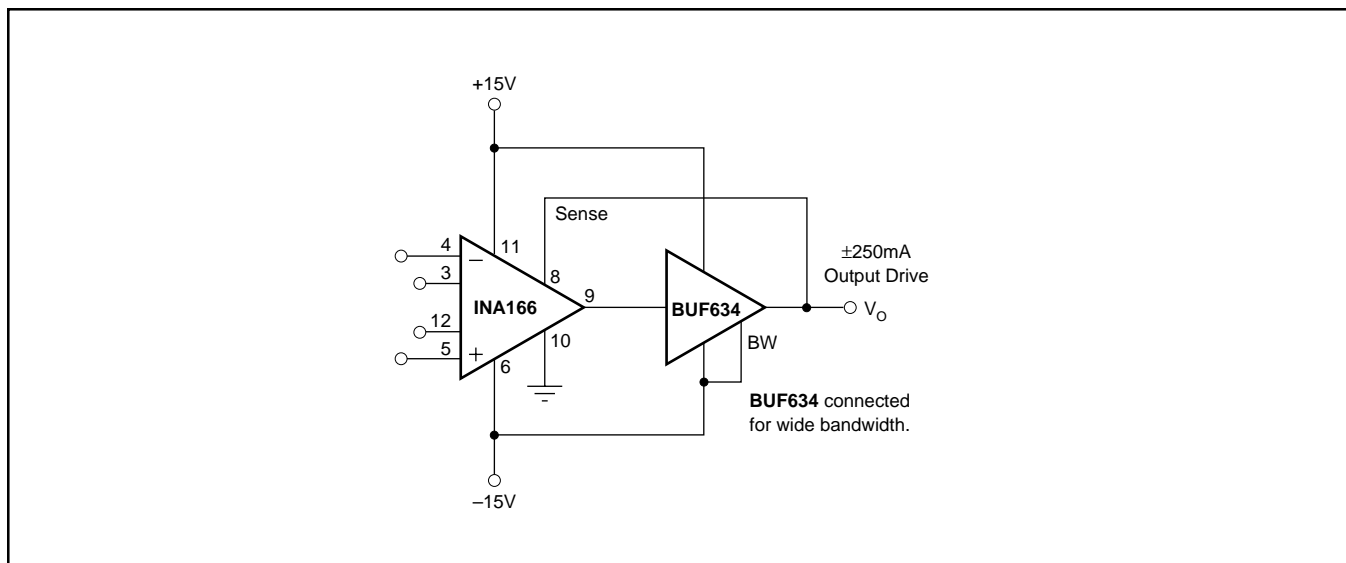 +15V
Sense
4
11
–
8
3
INA166
9
BUF634
±250mA
Output Drive
V_O
12
10
BW
5
+
6
BUF634 connected
for wide bandwidth.
–15V